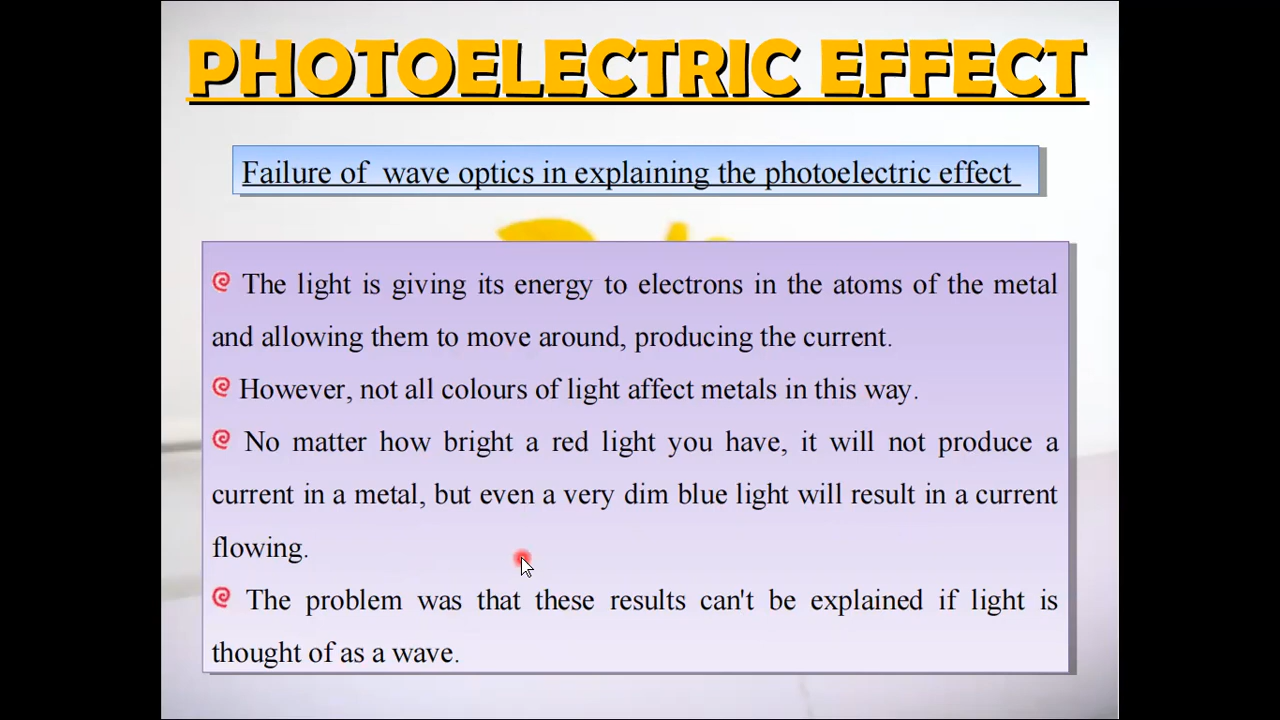 PHOTOELECTRIC EFFECT
Failure of wave optics in explaining the photoelectric effect
The light is giving its energy to electrons in the atoms of the metal
and allowing them to move around, producing the current.
However, not all colours of light affect metals in this way.
No matter how bright a red light you have, it will not produce a
current in a metal, but even a very dim blue light will result in a current
flowing.
The problem was that these results can't be explained if light is
thought of as a wave.